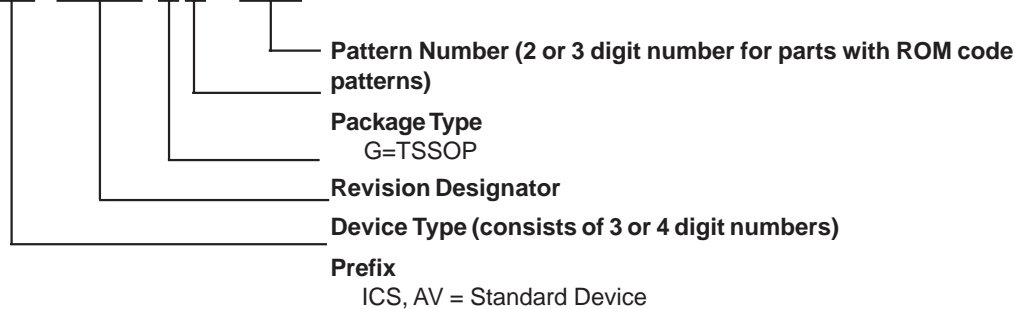 Pattern Number (2 or 3 digit number for parts with ROM code
patterns)
Package Type
G=TSSOP
Revision Designator
Device Type (consists of 3 or 4 digit numbers)
Prefix
ICS, AV = Standard Device